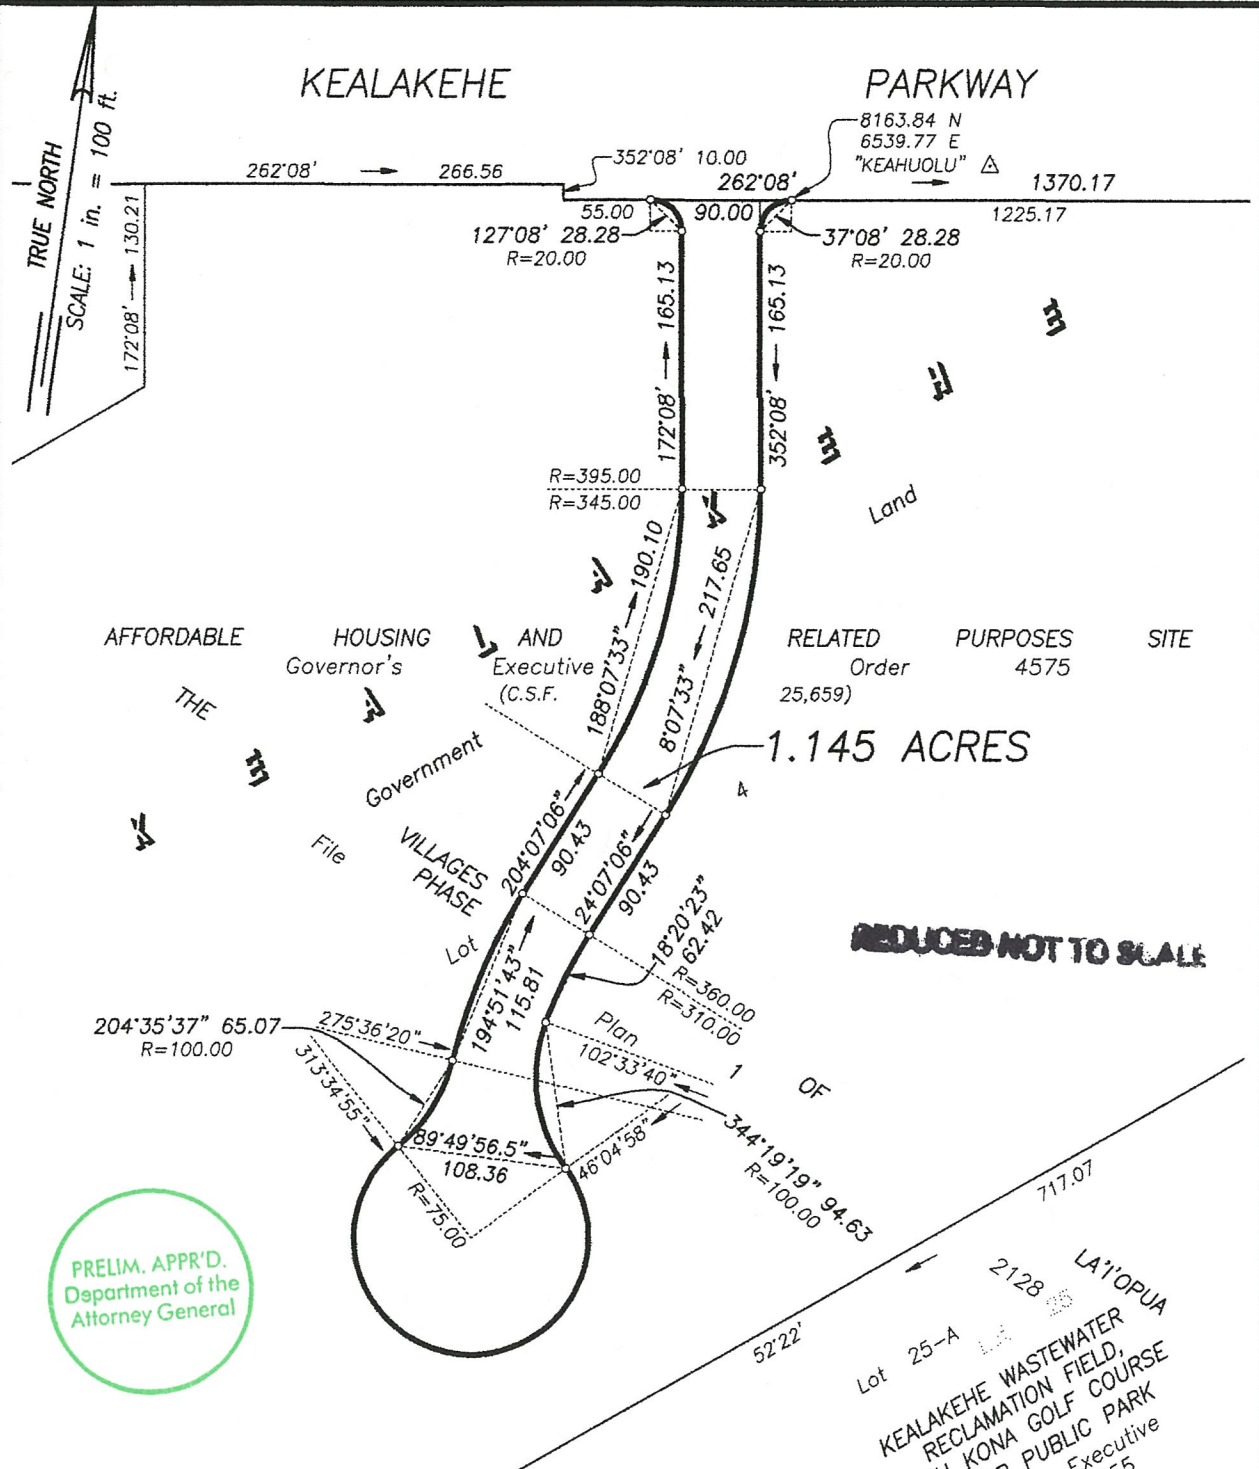 KEALAKEHE PARKWAY
TRUE NORTH
SCALE: 1 in. = 100 ft.
8163.84 N
6539.77 E
"KEAHUOLU"
262°08' 266.56
352°08' 10.00
262°08'
1370.17
172°08' 130.21
55.00
90.00
1225.17
127°08' 28.28
R=20.00
37°08' 28.28
R=20.00
172°08' 165.13
352°08' 165.13
R=395.00
R=345.00
Land
188°07'33" 190.10
8°07'33" 217.65
AFFORDABLE HOUSING AND RELATED PURPOSES SITE
Governor's Executive Order 4575
(C.S.F. 25,659)
THE
1.145 ACRES
Government
4
File
VILLAGES
PHASE
204°07'06"
90.43
24°07'06"
90.43
Lot
18°20'23"
62.42
REDUCED NOT TO SCALE
R=360.00
R=310.00
194°51'43"
115.81
204°35'37" 65.07
R=100.00
275°36'20"
Plan
102°33'40"
1
OF
313°34'55"
89°49'56.5"
108.36
46°04'58"
344°19'19" 94.63
R=100.00
R=75.00
717.07
52°22'
PRELIM. APPR'D.
Department of the
Attorney General
LA'I'OPUA
2128
Lot 25-A
KEALAKEHE WASTEWATER
RECLAMATION FIELD,
KONA GOLF COURSE
PUBLIC PARK
Executive